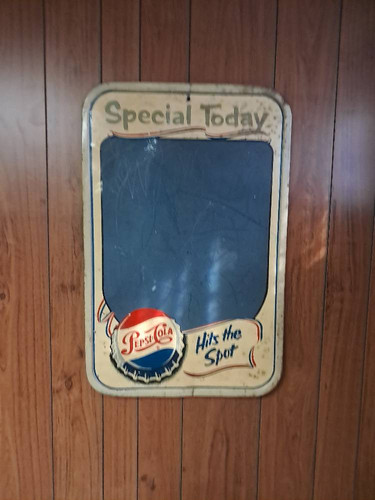 Special Today
PEPSI-COLA
Hits the
Spot